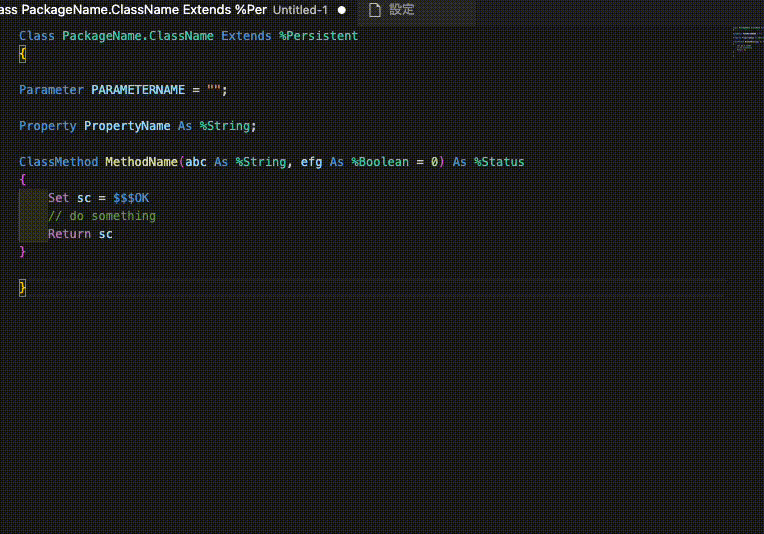 ass PackageName.ClassName Extends %Per Untitled-1 ●
設定
Class PackageName.ClassName Extends %Persistent
{
Parameter PARAMETERNAME = "";
Property PropertyName As %String;
ClassMethod MethodName(abc As %String, efg As %Boolean = 0) As %Status
{
Set sc = $$$OK
// do something
Return sc
}
}